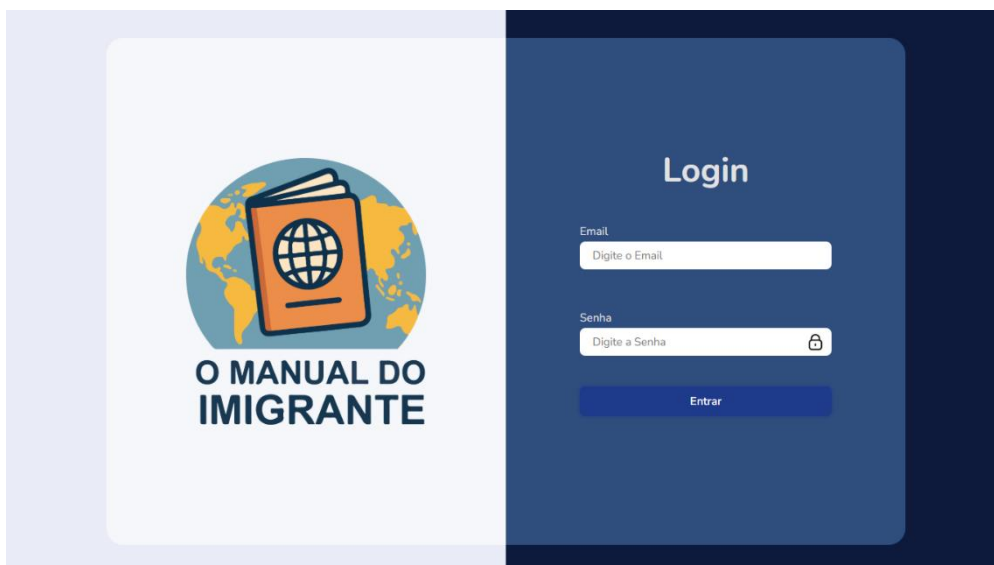 O MANUAL DO
IMIGRANTE
Login
Email
Digite o Email
Senha
Digite a Senha
Entrar